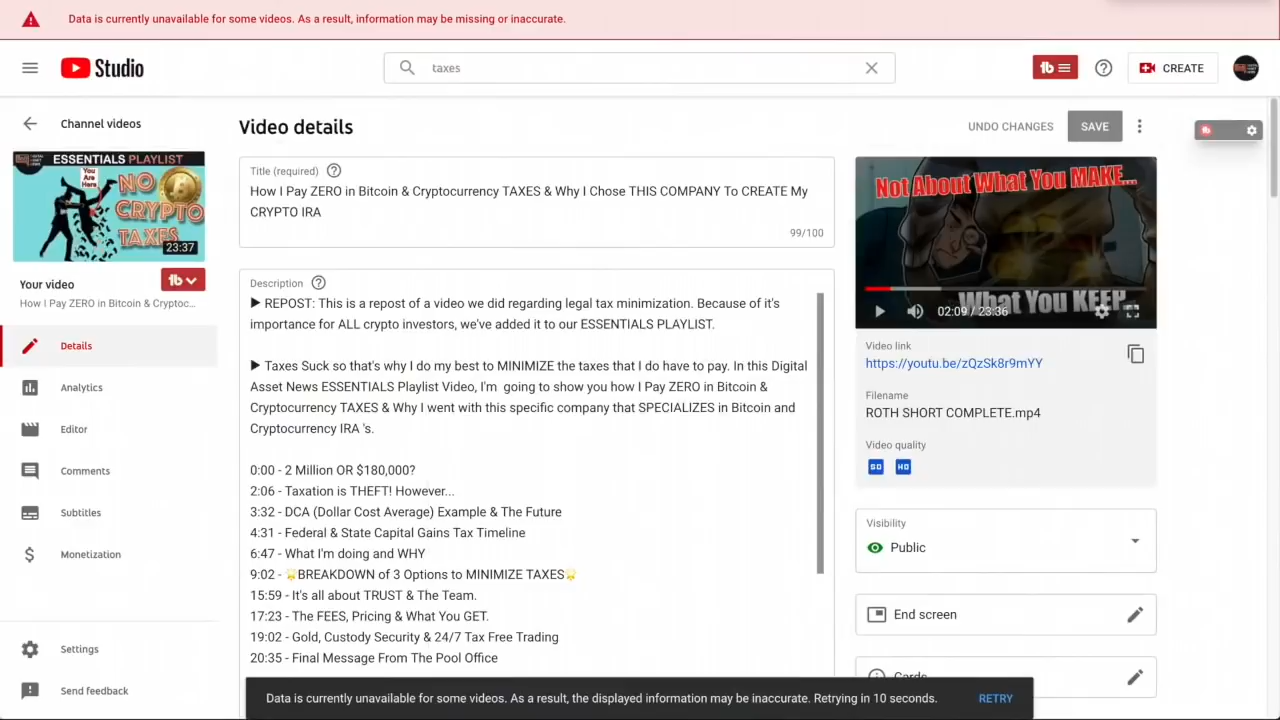 Data is currently unavailable for some videos. As a result, information may be missing or inaccurate.
Studio
taxes
CREATE
Channel videos
ESSENTIALS PLAYLIST
You Are Here
NO CRYPTO TAXES
23:37
Your video
How I Pay ZERO in Bitcoin & Cryptoc...
Details
Analytics
Editor
Comments
Subtitles
Monetization
Settings
Send feedback
Video details
UNDO CHANGES
SAVE
Title (required)
How I Pay ZERO in Bitcoin & Cryptocurrency TAXES & Why I Chose THIS COMPANY To CREATE My
CRYPTO IRA
99/100
Description
▶ REPOST: This is a repost of a video we did regarding legal tax minimization. Because of it's
importance for ALL crypto investors, we've added it to our ESSENTIALS PLAYLIST.
▶ Taxes Suck so that's why I do my best to MINIMIZE the taxes that I do have to pay. In this Digital
Asset News ESSENTIALS Playlist Video, I'm going to show you how I Pay ZERO in Bitcoin &
Cryptocurrency TAXES & Why I went with this specific company that SPECIALIZES in Bitcoin and
Cryptocurrency IRA 's.
0:00 - 2 Million OR $180,000?
2:06 - Taxation is THEFT! However...
3:32 - DCA (Dollar Cost Average) Example & The Future
4:31 - Federal & State Capital Gains Tax Timeline
6:47 - What I'm doing and WHY
9:02 - 🌟BREAKDOWN of 3 Options to MINIMIZE TAXES🌟
15:59 - It's all about TRUST & The Team.
17:23 - The FEES, Pricing & What You GET.
19:02 - Gold, Custody Security & 24/7 Tax Free Trading
20:35 - Final Message From The Pool Office
Not About What You MAKE...
What You KEEP
02:09 / 23:36
Video link
https://youtu.be/zQzSk8r9mYY
Filename
ROTH SHORT COMPLETE.mp4
Video quality
SD HD
Visibility
Public
End screen
Cards
Data is currently unavailable for some videos. As a result, the displayed information may be inaccurate. Retrying in 10 seconds.
RETRY